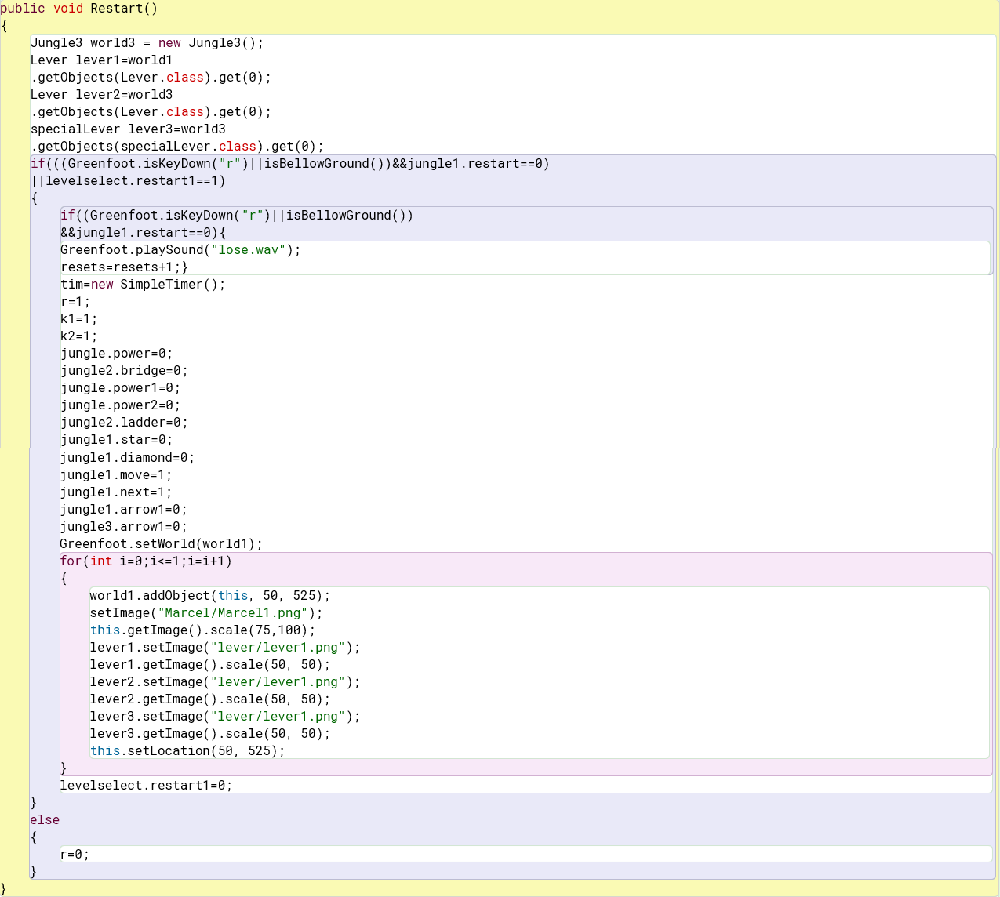 public void Restart()
{
Jungle3 world3 = new Jungle3();
Lever lever1=world1
.getObjects(Lever.class).get(0);
Lever lever2=world3
.getObjects(Lever.class).get(0);
specialLever lever3=world3
.getObjects(specialLever.class).get(0);
if(((Greenfoot.isKeyDown("r")||isBellowGround())&&jungle1.restart==0)
||levelselect.restart1==1)
{
if((Greenfoot.isKeyDown("r")||isBellowGround())
&&jungle1.restart==0){
Greenfoot.playSound("lose.wav");
resets=resets+1;}
tim=new SimpleTimer();
r=1;
k1=1;
k2=1;
jungle.power=0;
jungle2.bridge=0;
jungle.power1=0;
jungle.power2=0;
jungle2.ladder=0;
jungle1.star=0;
jungle1.diamond=0;
jungle1.move=1;
jungle1.next=1;
jungle1.arrow1=0;
jungle3.arrow1=0;
Greenfoot.setWorld(world1);
for(int i=0;i<=1;i=i+1)
{
world1.addObject(this, 50, 525);
setImage("Marcel/Marcel1.png");
this.getImage().scale(75,100);
lever1.setImage("lever/lever1.png");
lever1.getImage().scale(50, 50);
lever2.setImage("lever/lever1.png");
lever2.getImage().scale(50, 50);
lever3.setImage("lever/lever1.png");
lever3.getImage().scale(50, 50);
this.setLocation(50, 525);
}
levelselect.restart1=0;
}
else
{
r=0;
}
}